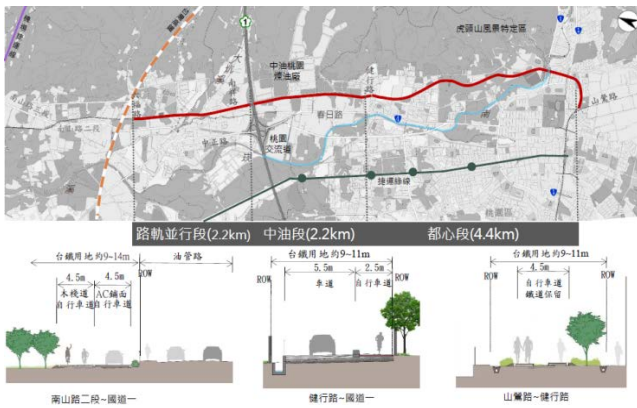 虎頭山風景特定區
中油桃園
煉油廠
健行路
春日路
桃園
交流道
中正路
山鶯路
捷運綠線
桃園區
路軌並行段(2.2km)
中油段(2.2km)
都心段(4.4km)
台鐵用地約9~14m
油管路
ROW
4.5m
4.5m
木棧道
自行車道
AC鋪面
自行車道
南山路二段~國道一
台鐵用地約9~11m
ROW
ROW
5.5m
2.5m
車道
自行車道
健行路~國道一
台鐵用地約9~11m
ROW
ROW
4.5m
自行車道
鐵道保留
山鶯路~健行路